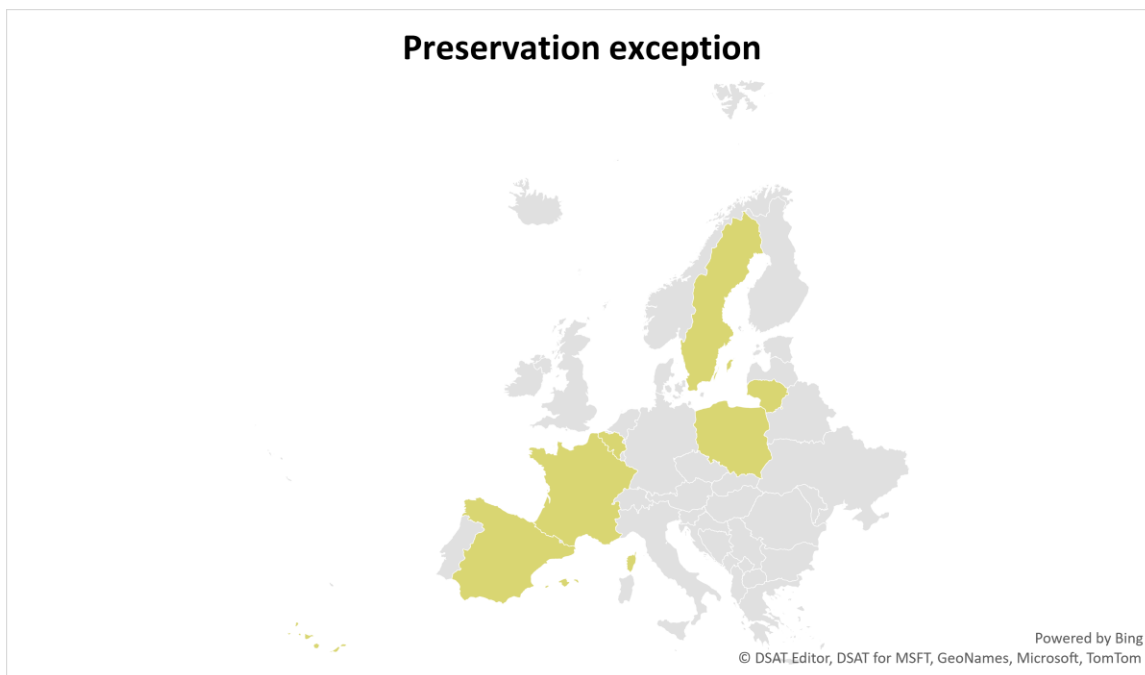 Preservation exception
Powered by Bing
© DSAT Editor, DSAT for MSFT, GeoNames, Microsoft, TomTom